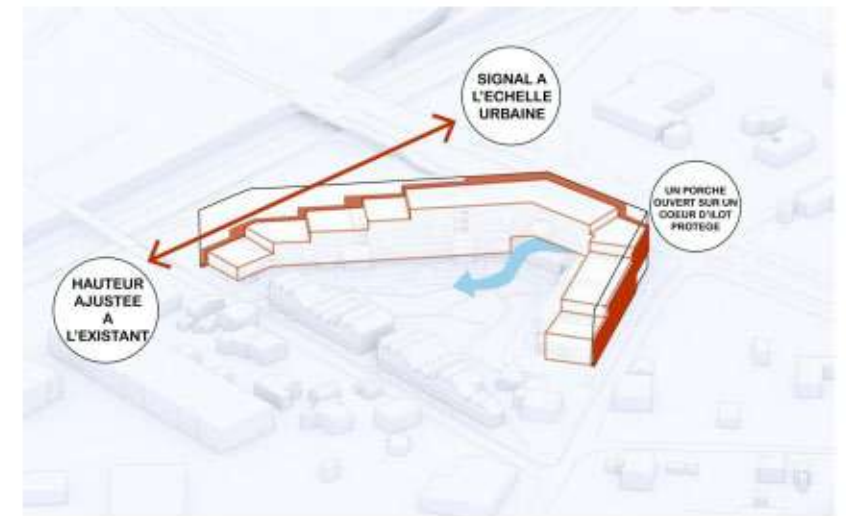 SIGNAL A
L'ECHELLE
URBAINE
UN PORCHE
OUVERT SUR UN
COEUR D'ILOT
PROTEGE
HAUTEUR
AJUSTEE
A
L'EXISTANT